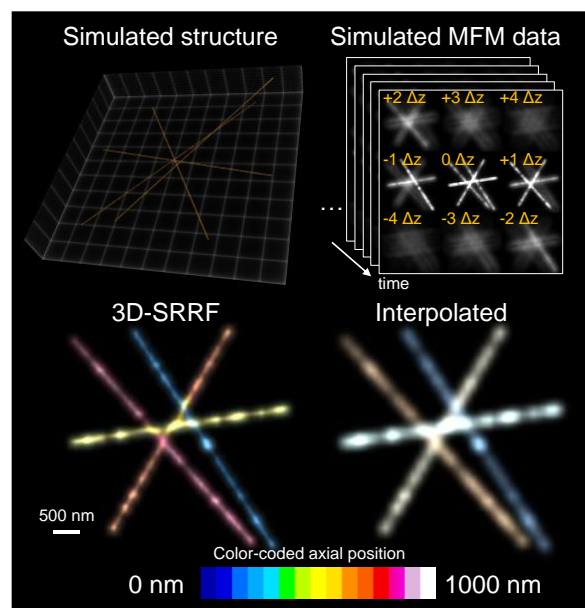 Simulated structure
Simulated MFM data
+2 Δz +3 Δz +4 Δz
-1 Δz 0 Δz +1 Δz
-4 Δz -3 Δz -2 Δz
...
time
3D-SRRF
Interpolated
500 nm
Color-coded axial position
0 nm
1000 nm